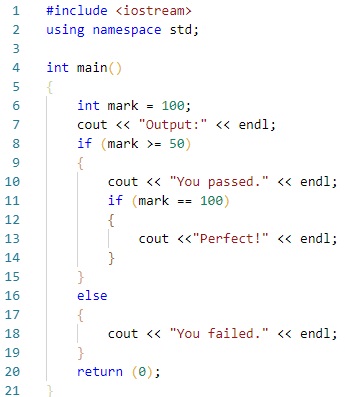 1 #include <iostream>
2 using namespace std;
3
4 int main()
5 {
6     int mark = 100;
7     cout << "Output:" << endl;
8     if (mark >= 50)
9     {
10         cout << "You passed." << endl;
11         if (mark == 100)
12         {
13             cout <<"Perfect!" << endl;
14         }
15     }
16     else
17     {
18         cout << "You failed." << endl;
19     }
20     return (0);
21 }